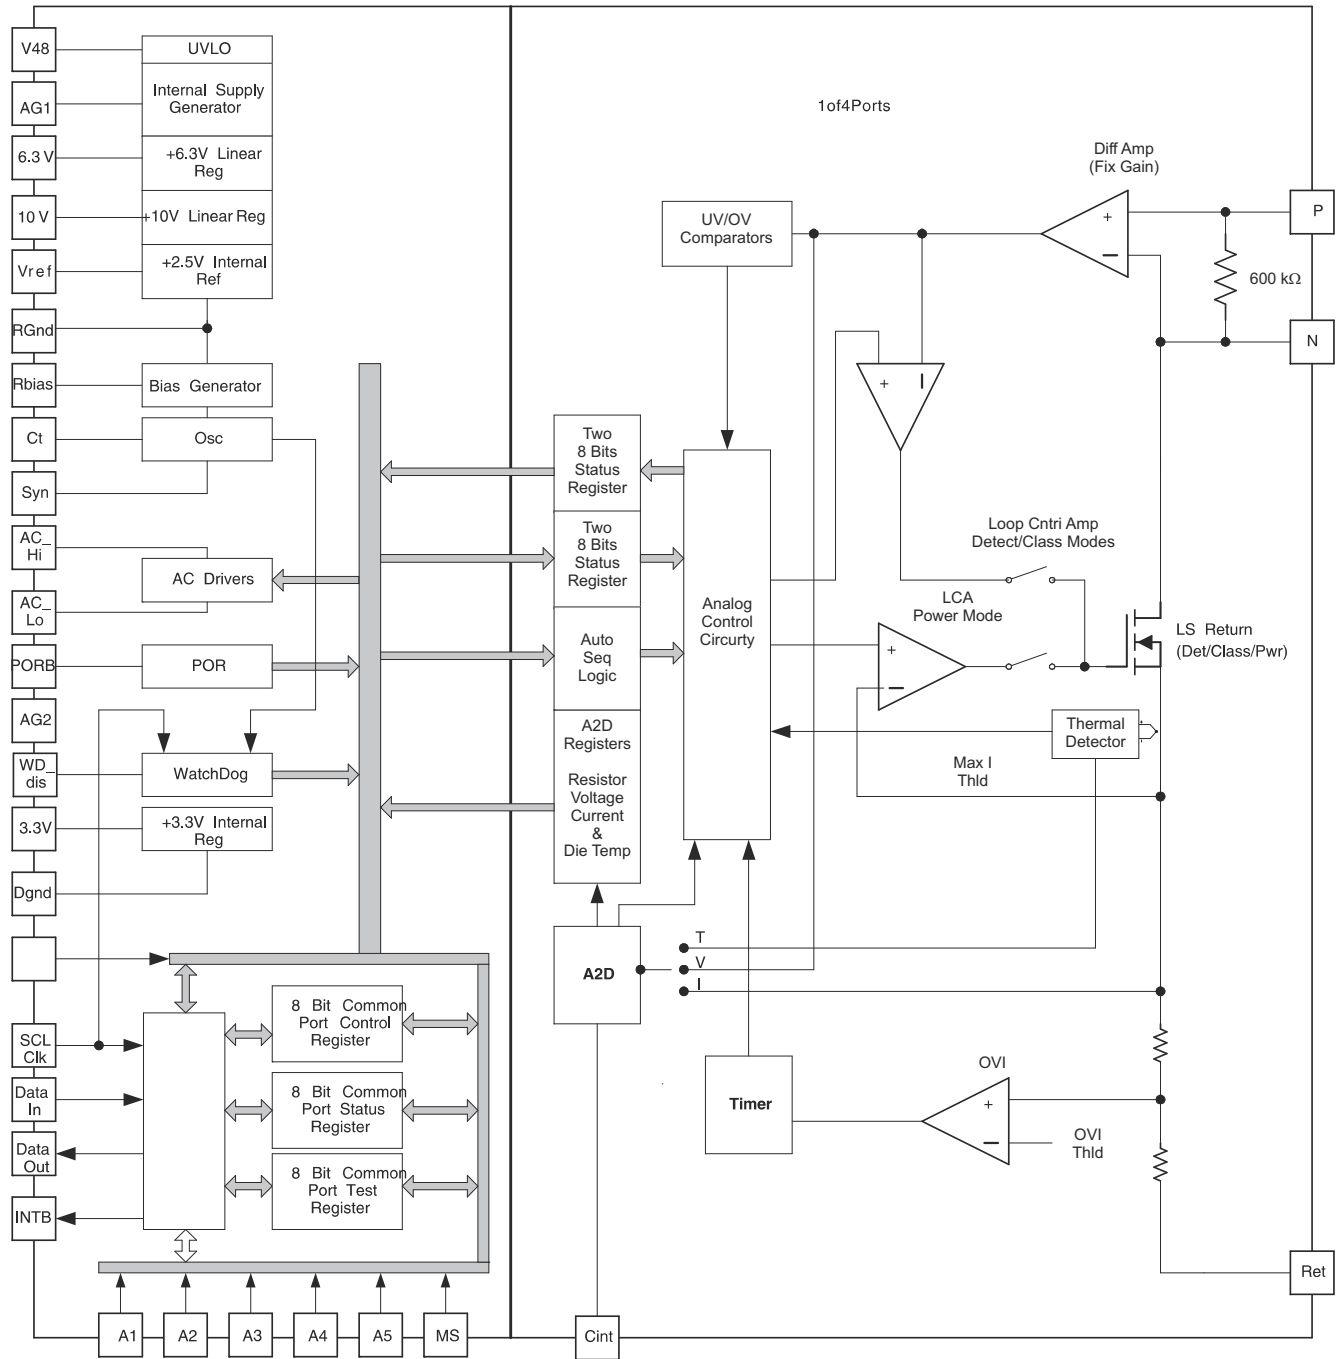 V48
UVLO
AG1
Internal Supply
Generator
6.3 V
+6.3V Linear
Reg
10 V
+10V Linear Reg
Vref
+2.5V Internal
Ref
RGnd
Rbias
Bias Generator
Ct
Osc
Syn
AC_
Hi
AC Drivers
AC_
Lo
PORB
POR
AG2
WD_
dis
WatchDog
3.3V
+3.3V Internal
Reg
Dgnd
SCL
Clk
8 Bit Common
Port Control
Register
Data
In
8 Bit Common
Port Status
Register
Data
Out
8 Bit Common
Port Test
Register
INTB
A1
A2
A3
A4
A5
MS
1of4Ports
Diff Amp
(Fix Gain)
+
−
P
600 kΩ
N
UV/OV
Comparators
+
−
Two
8 Bits
Status
Register
Two
8 Bits
Status
Register
Auto
Seq
Logic
A2D
Registers
Resistor
Voltage
Current
&
Die Temp
Analog
Control
Circurty
Loop Cntri Amp
Detect/Class Modes
LCA
Power Mode
+
−
LS Return
(Det/Class/Pwr)
Thermal
Detector
Max I
Thld
A2D
T
V
I
Timer
OVI
+
−
OVI
Thld
Ret
Cint